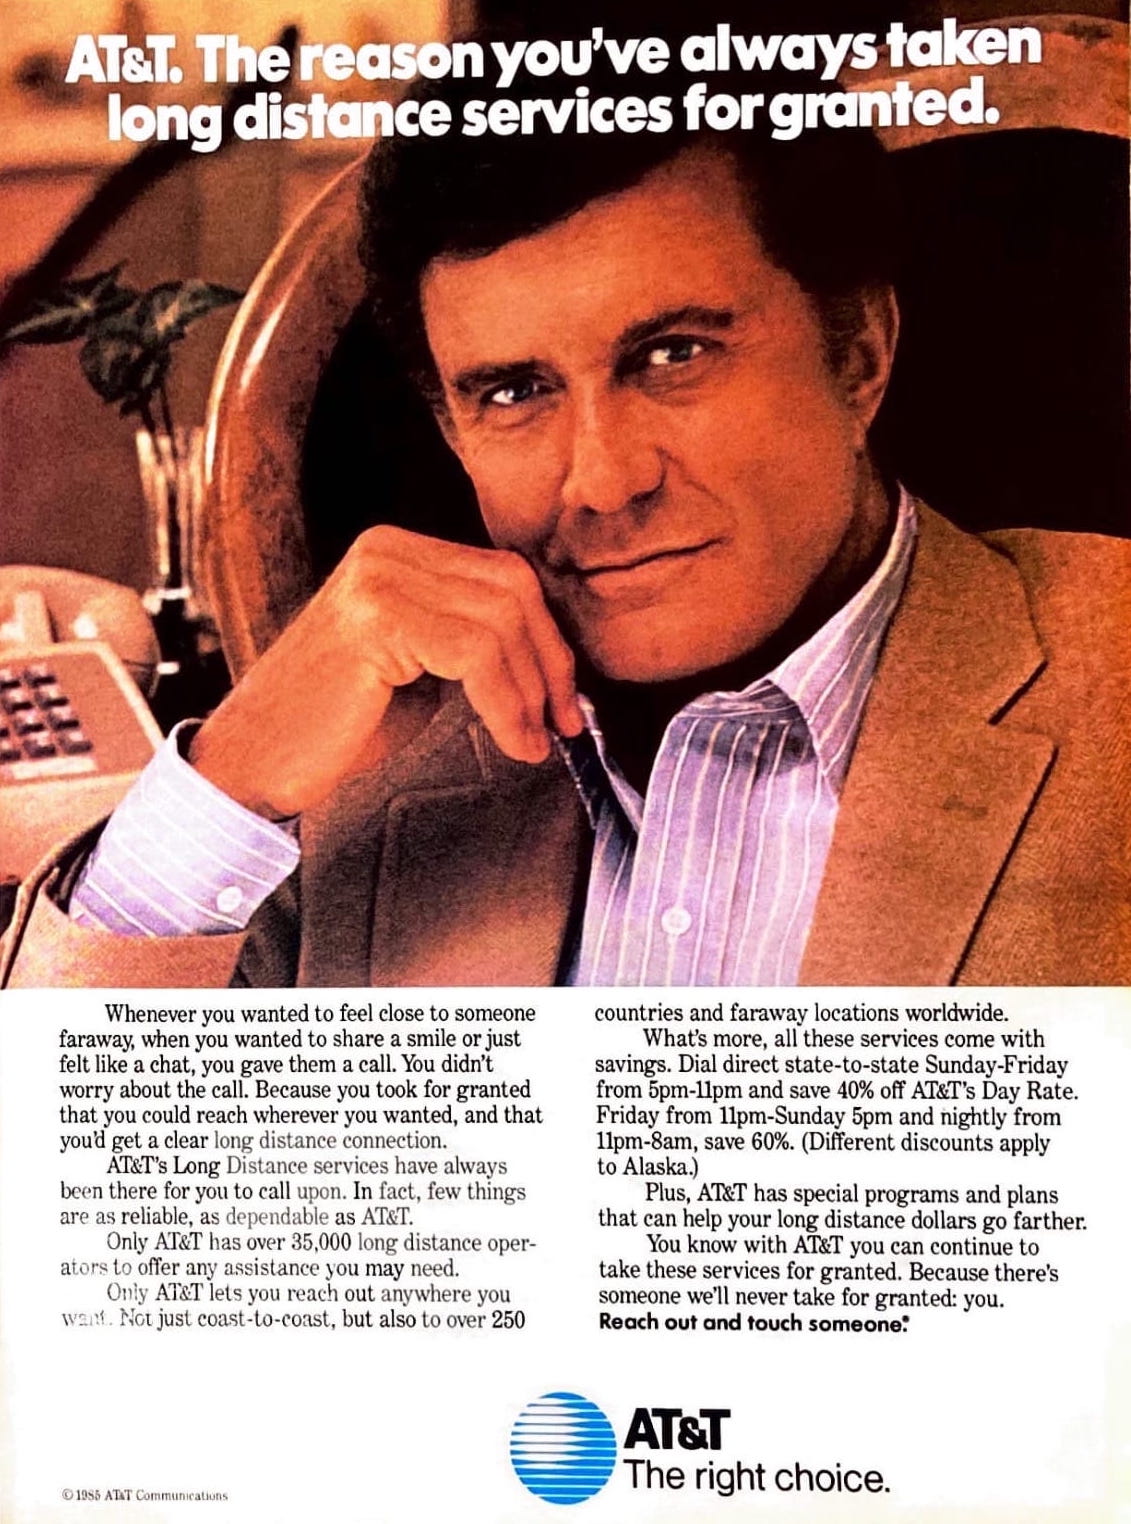 AT&T. The reason you've always taken
long distance services for granted.
Whenever you wanted to feel close to someone
faraway, when you wanted to share a smile or just
felt like a chat, you gave them a call. You didn't
worry about the call. Because you took for granted
that you could reach wherever you wanted, and that
you'd get a clear long distance connection.
AT&T's Long Distance services have always
been there for you to call upon. In fact, few things
are as reliable, as dependable as AT&T.
Only AT&T has over 35,000 long distance oper-
ators to offer any assistance you may need.
Only AT&T lets you reach out anywhere you
want. Not just coast-to-coast, but also to over 250
countries and faraway locations worldwide.
What's more, all these services come with
savings. Dial direct state-to-state Sunday-Friday
from 5pm-11pm and save 40% off AT&T's Day Rate.
Friday from 11pm-Sunday 5pm and nightly from
11pm-8am, save 60%. (Different discounts apply
to Alaska.)
Plus, AT&T has special programs and plans
that can help your long distance dollars go farther.
You know with AT&T you can continue to
take these services for granted. Because there's
someone we'll never take for granted: you.
Reach out and touch someone.®
AT&T
The right choice.
© 1985 AT&T Communications